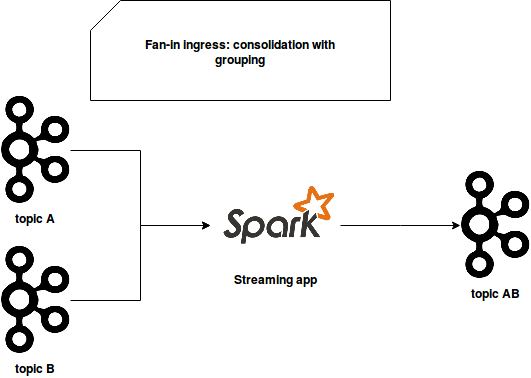 Fan-in ingress: consolidation with
grouping
topic A
Spark
Streaming app
topic AB
topic B